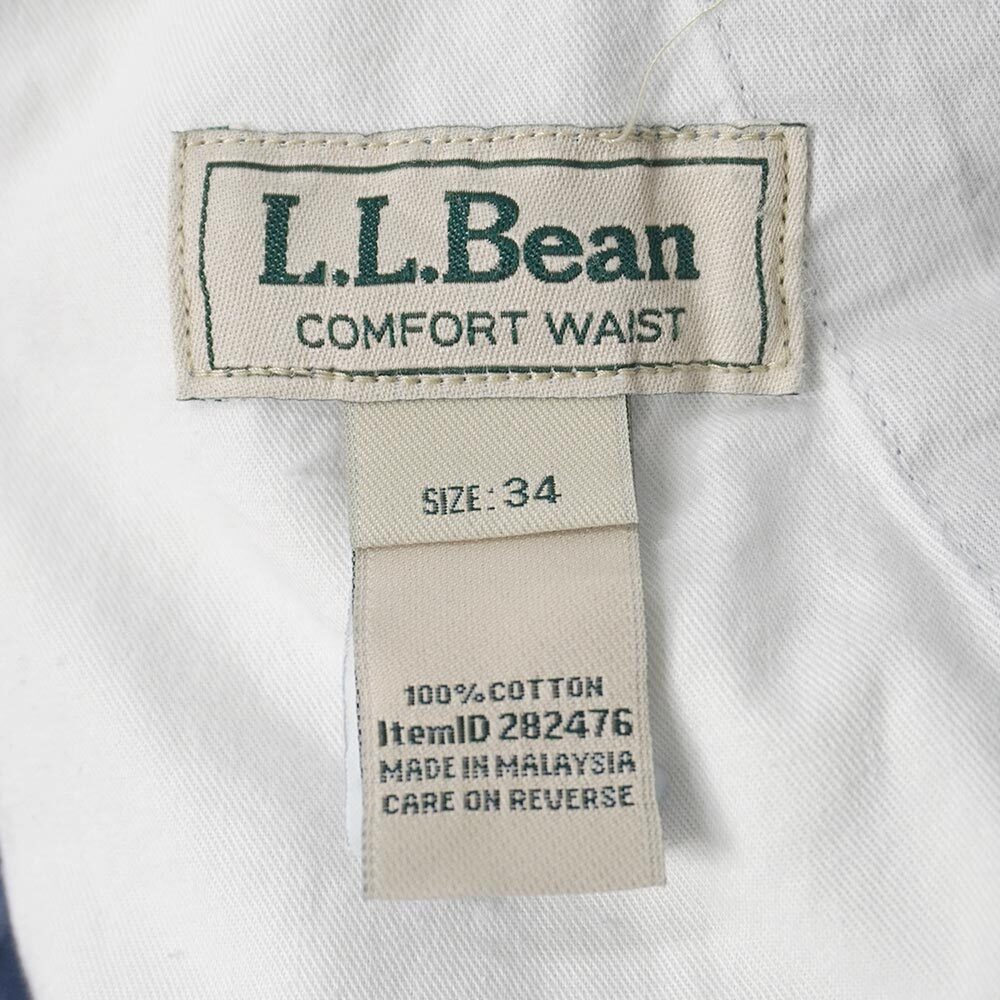 L.L.Bean
COMFORT WAIST
SIZE: 34
100% COTTON
ItemID 282476
MADE IN MALAYSIA
CARE ON REVERSE